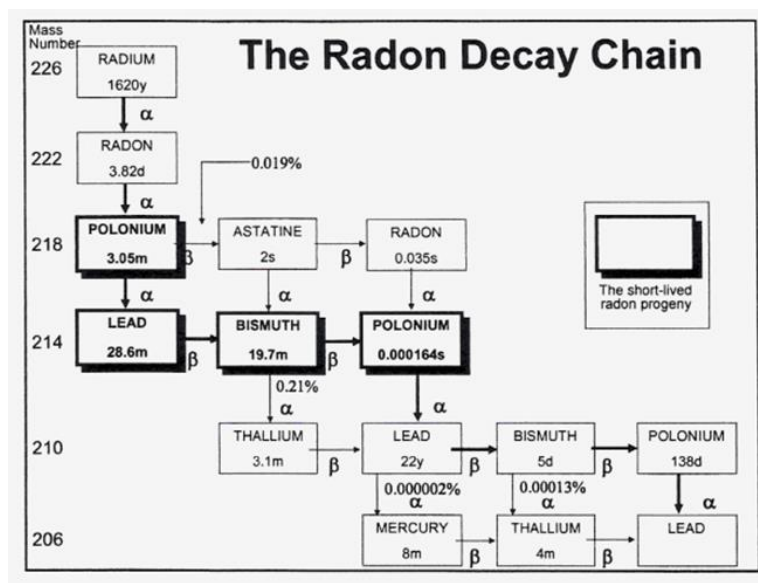 Mass
Number
The Radon Decay Chain
226
RADIUM
1620y
α
222
RADON
3.82d
0.019%
α
218
POLONIUM
3.05m
β
ASTATINE
2s
β
RADON
0.035s
The short-lived
radon progeny
α
α
α
214
LEAD
28.6m
β
BISMUTH
19.7m
β
POLONIUM
0.000164s
0.21%
α
α
210
THALLIUM
3.1m
β
LEAD
22y
β
BISMUTH
5d
β
POLONIUM
138d
0.000002%
α
0.00013%
α
α
206
MERCURY
8m
β
THALLIUM
4m
β
LEAD